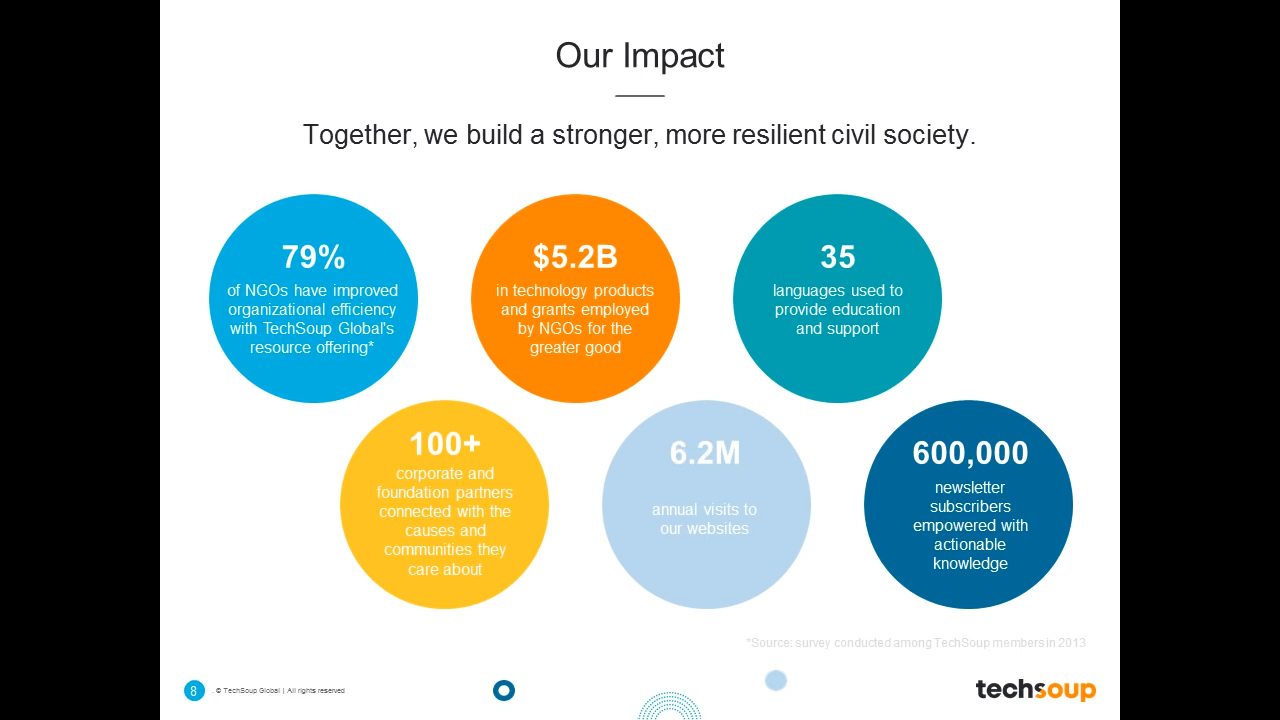 Our Impact
Together, we build a stronger, more resilient civil society.
79%
of NGOs have improved
organizational efficiency
with TechSoup Global's
resource offering*
$5.2B
in technology products
and grants employed
by NGOs for the
greater good
35
languages used to
provide education
and support
100+
corporate and
foundation partners
connected with the
causes and
communities they
care about
6.2M
annual visits to
our websites
600,000
newsletter
subscribers
empowered with
actionable
knowledge
*Source: survey conducted among TechSoup members in 2013
8
. © TechSoup Global | All rights reserved
techsoup